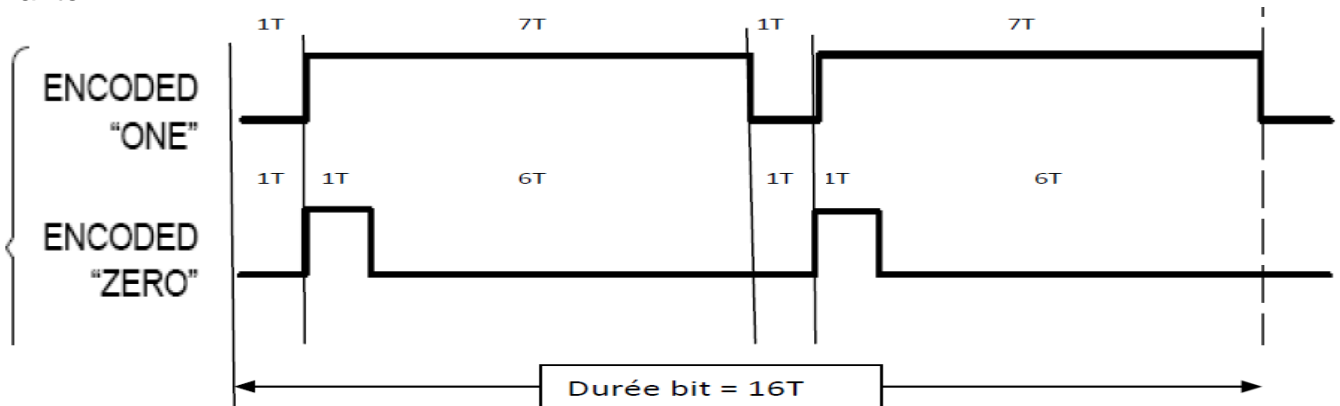 1T 7T 1T 7T
ENCODED
“ONE”
1T 1T 6T 1T 1T 6T
ENCODED
“ZERO”
Durée bit = 16T